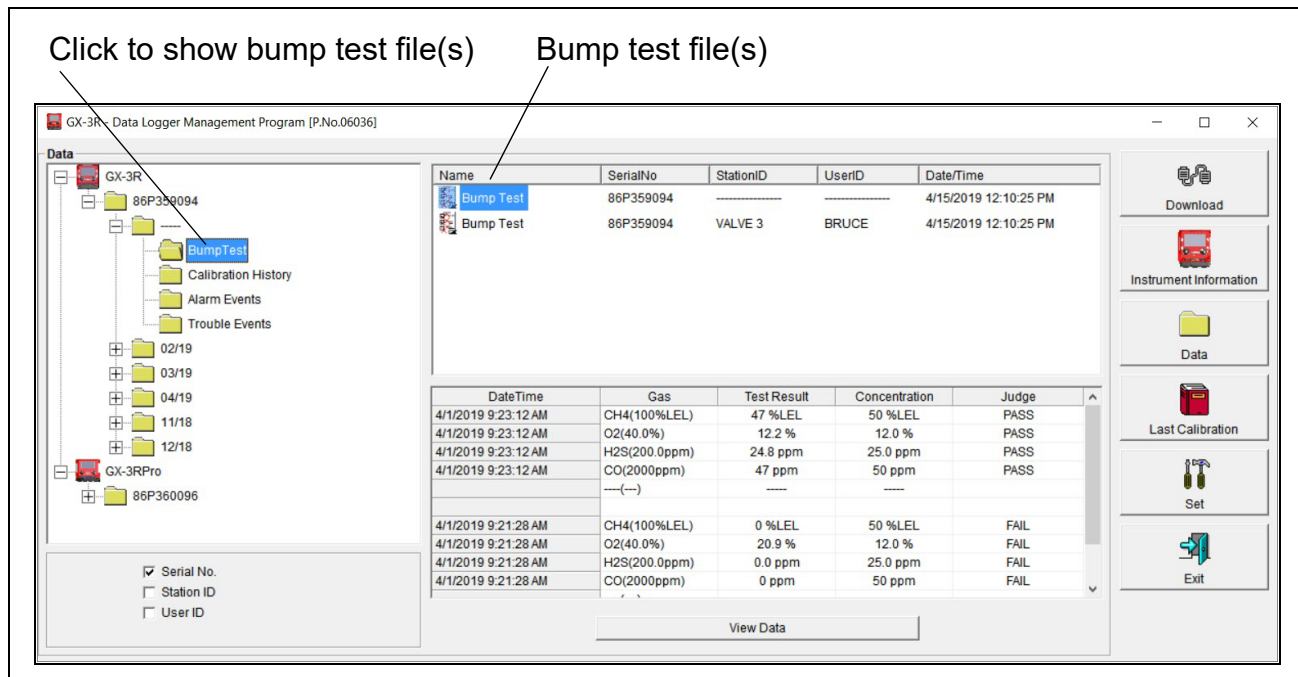 Click to show bump test file(s) Bump test file(s)
GX-3R - Data Logger Management Program [P.No.06036]
Data
GX-3R
86P359094
-----
BumpTest
Calibration History
Alarm Events
Trouble Events
02/19
03/19
04/19
11/18
12/18
GX-3RPro
86P360096
Serial No.
Station ID
User ID
Name SerialNo StationID UserID Date/Time
Bump Test 86P359094 ---------------- ---------------- 4/15/2019 12:10:25 PM
Bump Test 86P359094 VALVE 3 BRUCE 4/15/2019 12:10:25 PM
DateTime Gas Test Result Concentration Judge
4/1/2019 9:23:12 AM CH4(100%LEL) 47 %LEL 50 %LEL PASS
4/1/2019 9:23:12 AM O2(40.0%) 12.2 % 12.0 % PASS
4/1/2019 9:23:12 AM H2S(200.0ppm) 24.8 ppm 25.0 ppm PASS
4/1/2019 9:23:12 AM CO(2000ppm) 47 ppm 50 ppm PASS
----(---) ----- -----
4/1/2019 9:21:28 AM CH4(100%LEL) 0 %LEL 50 %LEL FAIL
4/1/2019 9:21:28 AM O2(40.0%) 20.9 % 12.0 % FAIL
4/1/2019 9:21:28 AM H2S(200.0ppm) 0.0 ppm 25.0 ppm FAIL
4/1/2019 9:21:28 AM CO(2000ppm) 0 ppm 50 ppm FAIL
View Data
Download
Instrument Information
Data
Last Calibration
Set
Exit